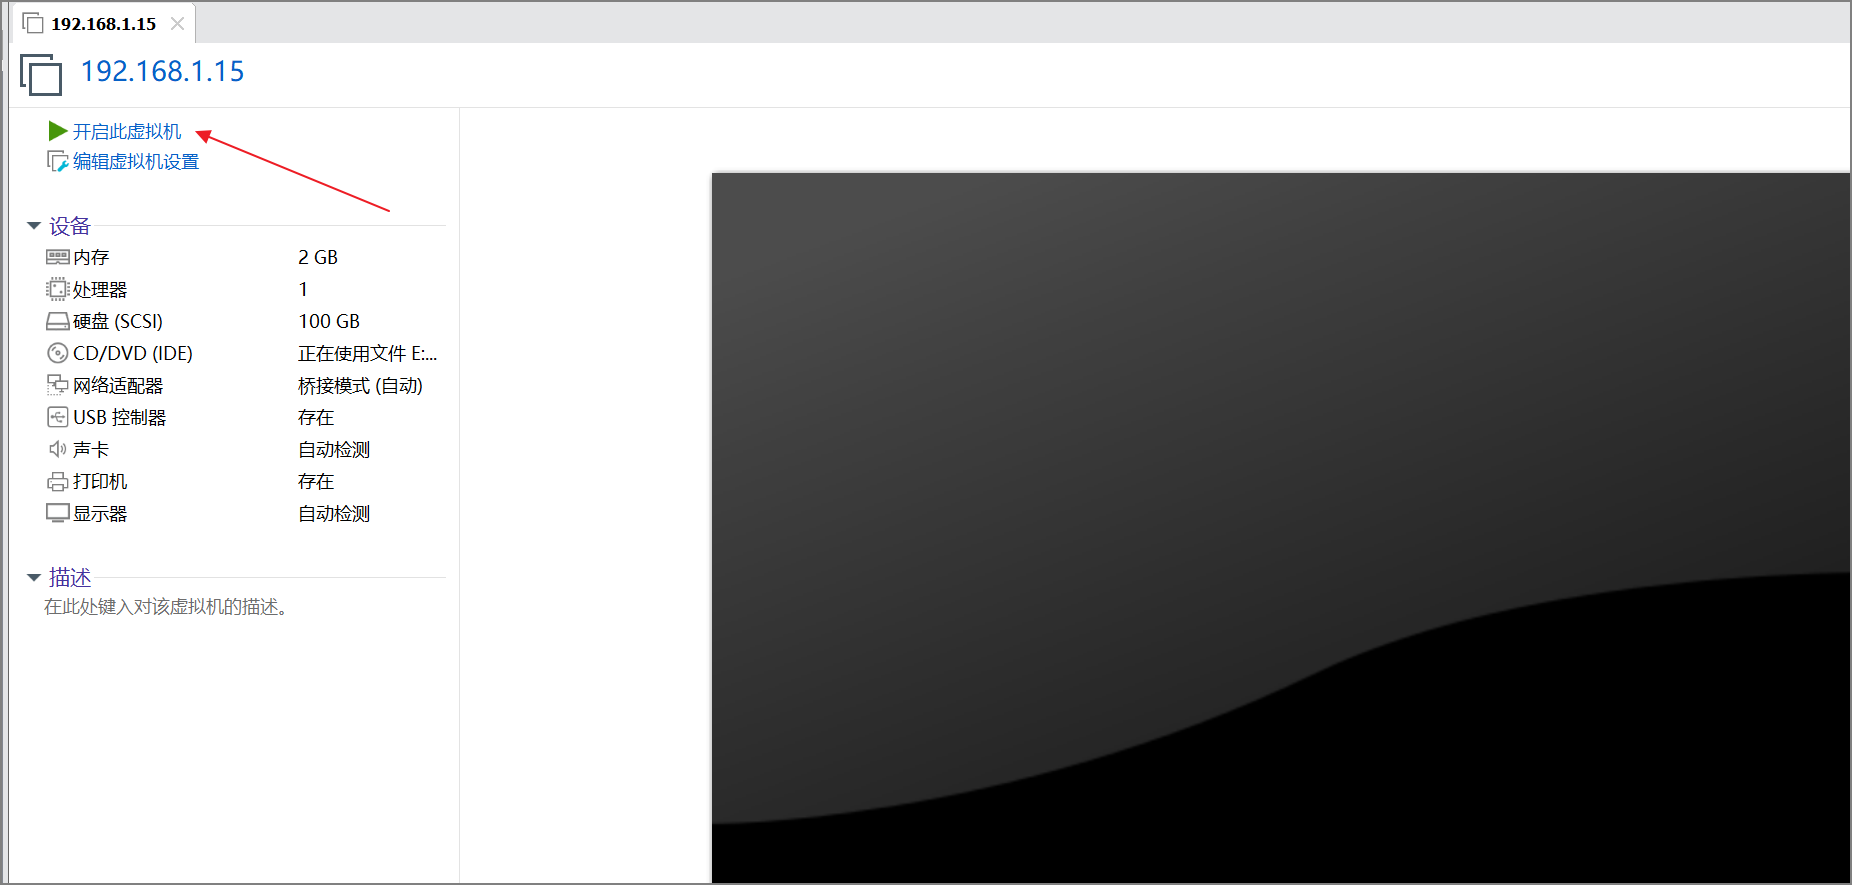 192.168.1.15
192.168.1.15
开启此虚拟机
编辑虚拟机设置
设备
内存 2 GB
处理器 1
硬盘 (SCSI) 100 GB
CD/DVD (IDE) 正在使用文件 E:...
网络适配器 桥接模式 (自动)
USB 控制器 存在
声卡 自动检测
打印机 存在
显示器 自动检测
描述
在此处键入对该虚拟机的描述。